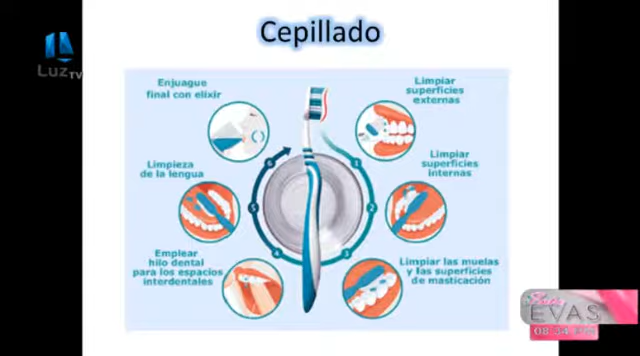 Cepillado
Luz TV
Enjuague
final con elixir
Limpiar
superficies
externas
Limpieza
de la lengua
Limpiar
superficies
internas
6
1
5
2
4
3
Emplear
hilo dental
para los espacios
interdentales
Limpiar las muelas
y las superficies
de masticación
EVAS